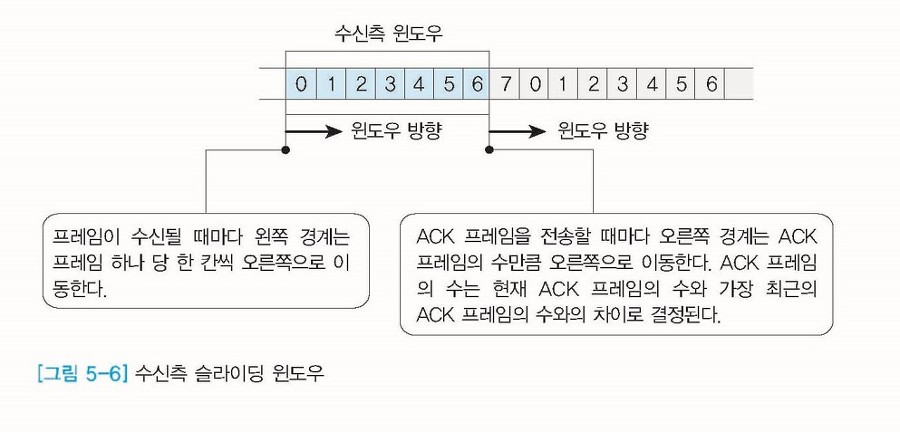 수신측 윈도우
0 1 2 3 4 5 6 7 0 1 2 3 4 5 6
윈도우 방향 윈도우 방향
프레임이 수신될 때마다 왼쪽 경계는
프레임 하나 당 한 칸씩 오른쪽으로 이
동한다.
ACK 프레임을 전송할 때마다 오른쪽 경계는 ACK
프레임의 수만큼 오른쪽으로 이동한다. ACK 프레임
의 수는 현재 ACK 프레임의 수와 가장 최근의
ACK 프레임의 수와의 차이로 결정된다.
[그림 5-6] 수신측 슬라이딩 윈도우